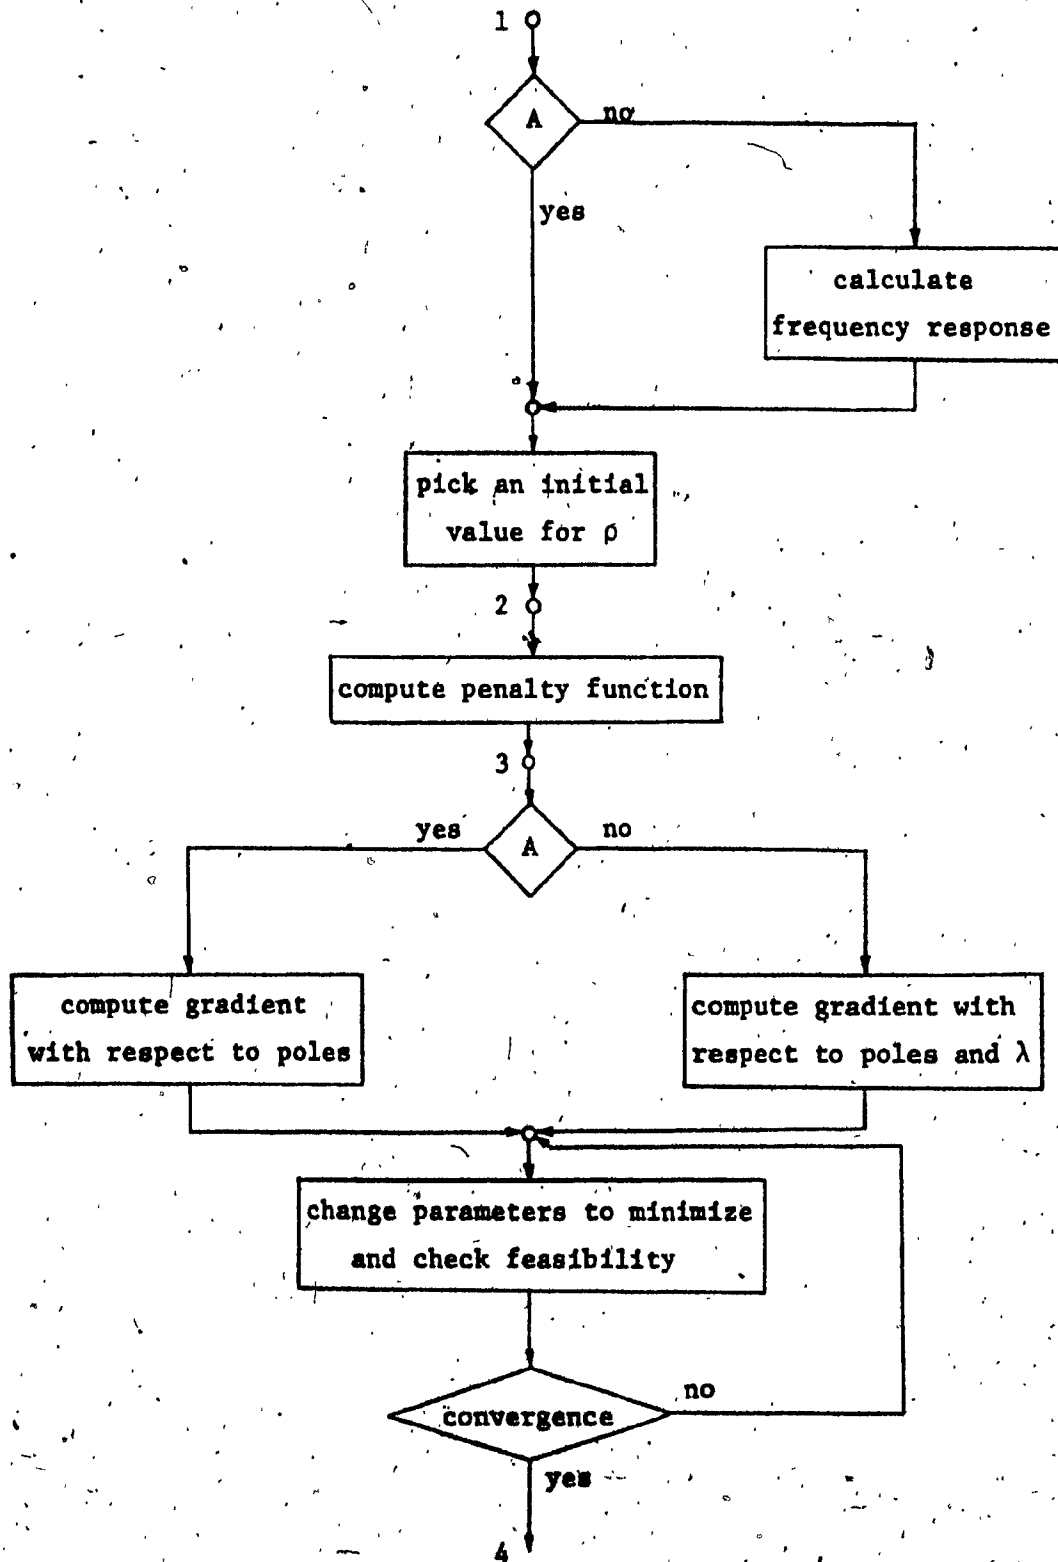 1
A
no
yes
calculate
frequency response
pick an initial
value for ρ
2
compute penalty function
3
yes
A
no
compute gradient
with respect to poles
compute gradient with
respect to poles and λ
change parameters to minimize
and check feasibility
convergence
no
yes
4